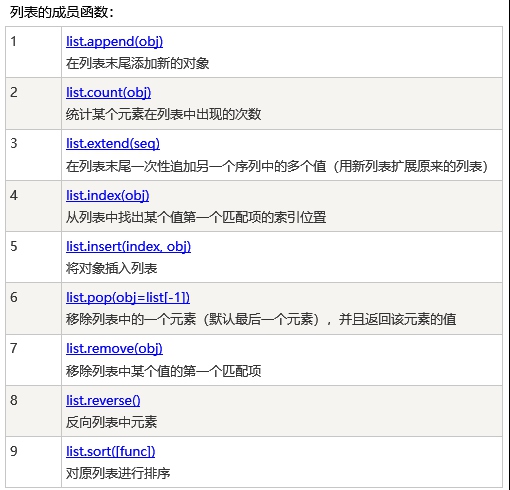 列表的成员函数：
1 list.append(obj)
在列表末尾添加新的对象
2 list.count(obj)
统计某个元素在列表中出现的次数
3 list.extend(seq)
在列表末尾一次性追加另一个序列中的多个值（用新列表扩展原来的列表）
4 list.index(obj)
从列表中找出某个值第一个匹配项的索引位置
5 list.insert(index, obj)
将对象插入列表
6 list.pop(obj=list[-1])
移除列表中的一个元素（默认最后一个元素），并且返回该元素的值
7 list.remove(obj)
移除列表中某个值的第一个匹配项
8 list.reverse()
反向列表中元素
9 list.sort([func])
对原列表进行排序